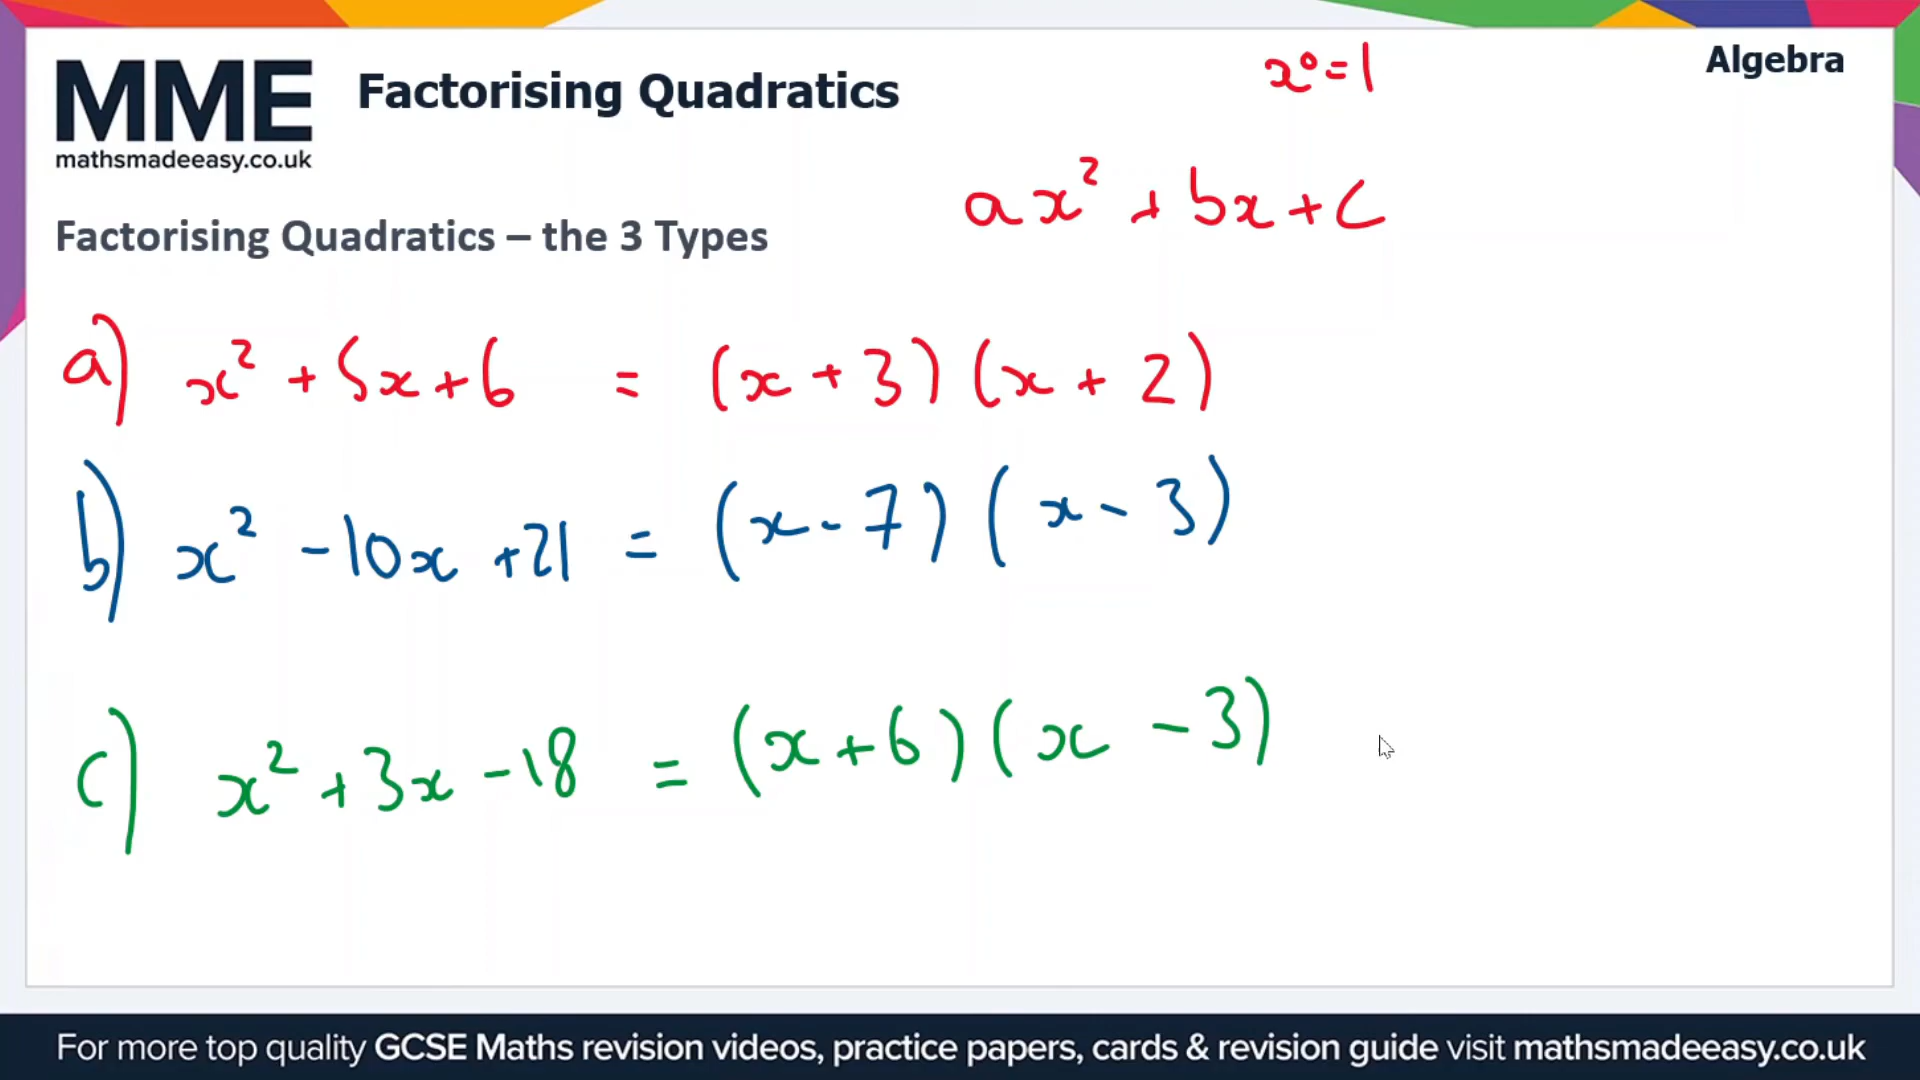 MME
mathsmadeeasy.co.uk
Factorising Quadratics
x⁰=1
Algebra
ax² + bx + c
Factorising Quadratics – the 3 Types
a) x² + 5x + 6 = (x + 3) (x + 2)
b) x² - 10x + 21 = (x - 7) (x - 3)
c) x² + 3x - 18 = (x + 6) (x - 3)
For more top quality GCSE Maths revision videos, practice papers, cards & revision guide visit mathsmadeeasy.co.uk